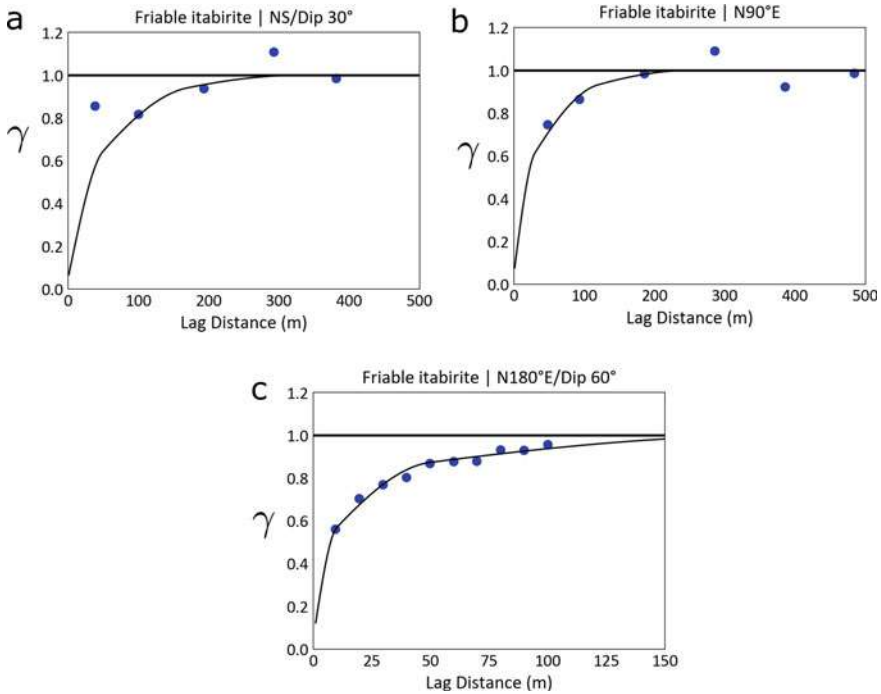 a
Friable itabirite | NS/Dip 30°
1.2
1.0
0.8
0.6
0.4
0.2
0.0
γ
0 100 200 300 400 500
Lag Distance (m)
b
Friable itabirite | N90°E
1.2
1.0
0.8
0.6
0.4
0.2
0.0
γ
0 100 200 300 400 500
Lag Distance (m)
c
Friable itabirite | N180°E/Dip 60°
1.2
1.0
0.8
0.6
0.4
0.2
0.0
γ
0 25 50 75 100 125 150
Lag Distance (m)